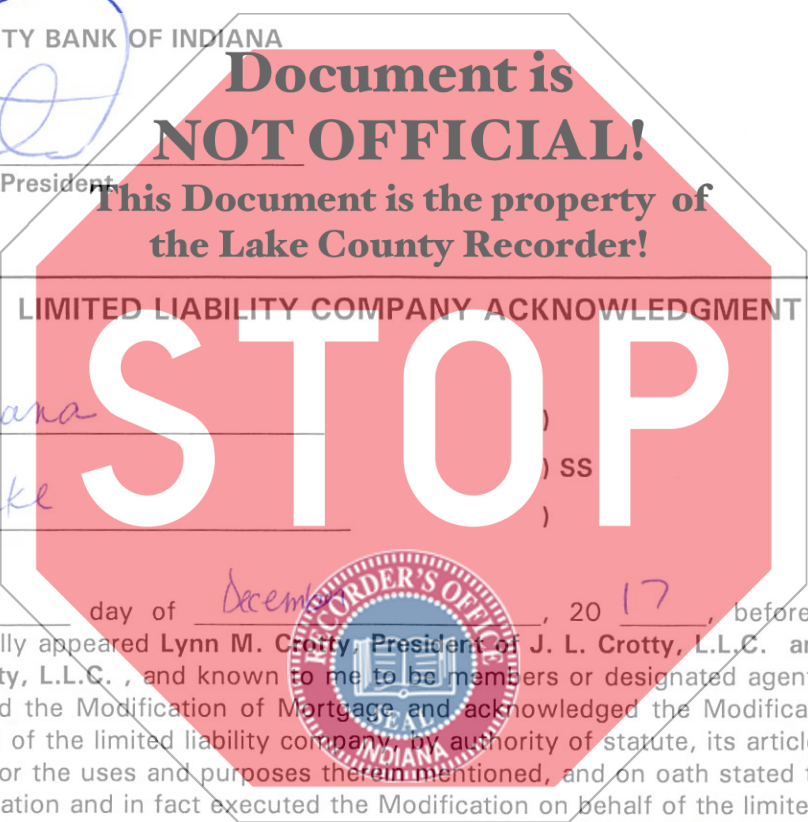 TY BANK OF INDIANA
Document is
NOT OFFICIAL!
President
This Document is the property of
the Lake County Recorder!
LIMITED LIABILITY COMPANY ACKNOWLEDGMENT
STOP
ana )
) SS
ke )
day of December, 20 17, before
RECORDER'S OFFICE
lly appeared Lynn M. Crotty, President of J. L. Crotty, L.L.C. an
ty, L.L.C. , and known to me to be members or designated agent
d the Modification of Mortgage and acknowledged the Modifica
of the limited liability company, by authority of statute, its article
SEAL
INDIANA
or the uses and purposes therein mentioned, and on oath stated t
ation and in fact executed the Modification on behalf of the limite